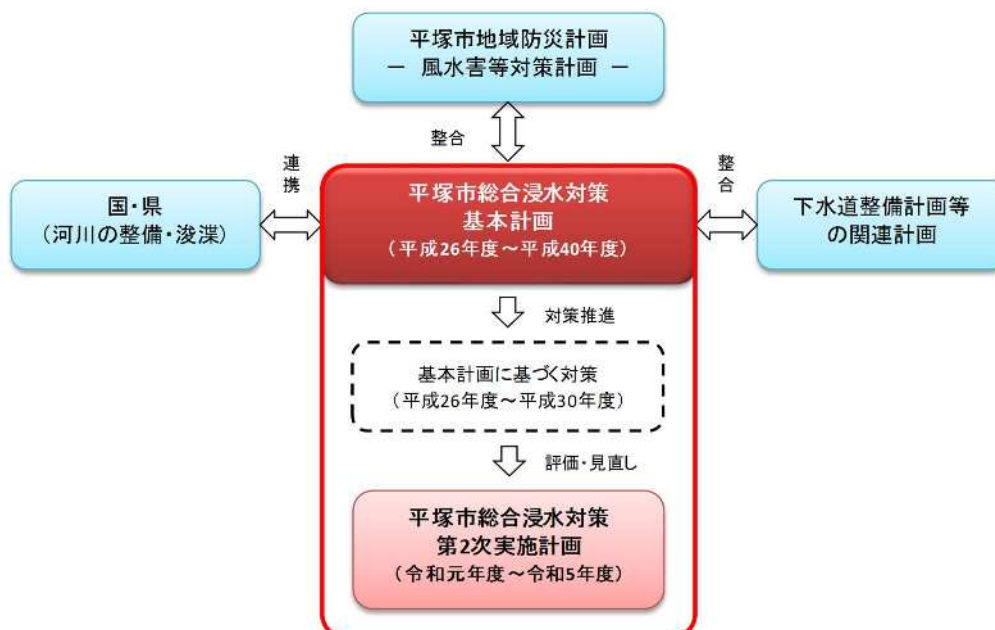 平塚市地域防災計画
― 風水害等対策計画 ―
整合
連携
整合
国・県
（河川の整備・浚渫）
平塚市総合浸水対策
基本計画
（平成26年度～平成40年度）
下水道整備計画等
の関連計画
対策推進
基本計画に基づく対策
（平成26年度～平成30年度）
評価・見直し
平塚市総合浸水対策
第2次実施計画
（令和元年度～令和5年度）